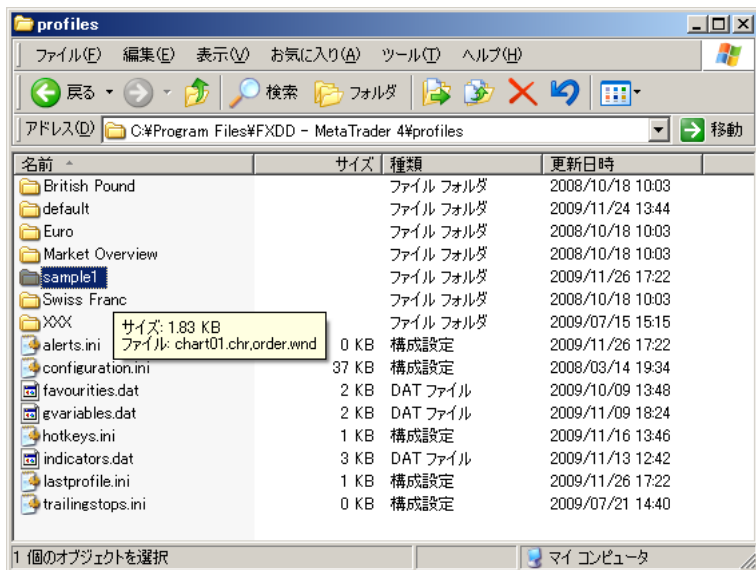 profiles
ファイル(F) 編集(E) 表示(V) お気に入り(A) ツール(T) ヘルプ(H)
戻る 検索 フォルダ
アドレス(D) C:¥Program Files¥FXDD - MetaTrader 4¥profiles 移動
名前 サイズ 種類 更新日時
British Pound ファイル フォルダ 2008/10/18 10:03
default ファイル フォルダ 2009/11/24 13:44
Euro ファイル フォルダ 2008/10/18 10:03
Market Overview ファイル フォルダ 2008/10/18 10:03
sample1 ファイル フォルダ 2009/11/26 17:22
Swiss Franc ファイル フォルダ 2008/10/18 10:03
XXX ファイル フォルダ 2009/07/15 15:15
サイズ: 1.83 KB
ファイル: chart01.chr,order.wnd
alerts.ini 0 KB 構成設定 2009/11/26 17:22
configuration.ini 37 KB 構成設定 2008/03/14 19:34
favourities.dat 2 KB DAT ファイル 2009/10/09 13:48
gvariables.dat 2 KB DAT ファイル 2009/11/09 18:24
hotkeys.ini 1 KB 構成設定 2009/11/16 13:46
indicators.dat 3 KB DAT ファイル 2009/11/13 12:42
lastprofile.ini 1 KB 構成設定 2009/11/26 17:22
trailingstops.ini 0 KB 構成設定 2009/07/21 14:40
1 個のオブジェクトを選択 マイ コンピュータ